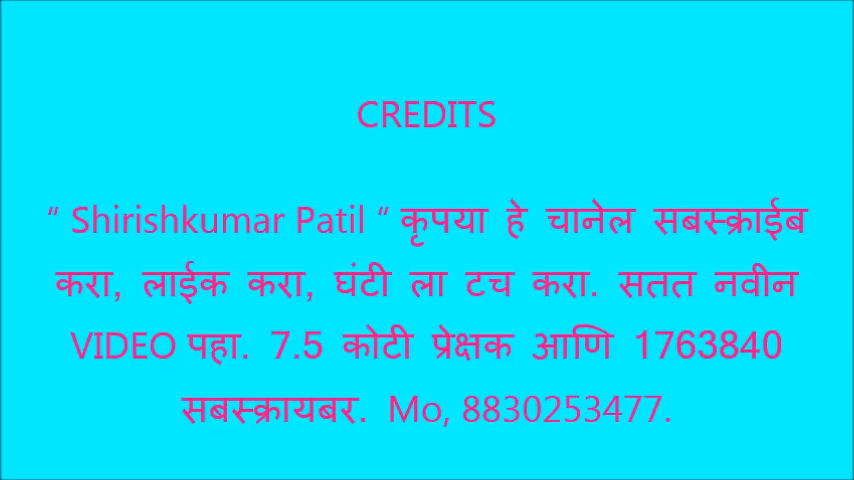 CREDITS
“ Shirishkumar Patil “ कृपया हे चानेल सबस्क्राईब
करा, लाईक करा, घंटी ला टच करा. सतत नवीन
VIDEO पहा. 7.5 कोटी प्रेक्षक आणि 1763840
सबस्क्रायबर. Mo, 8830253477.